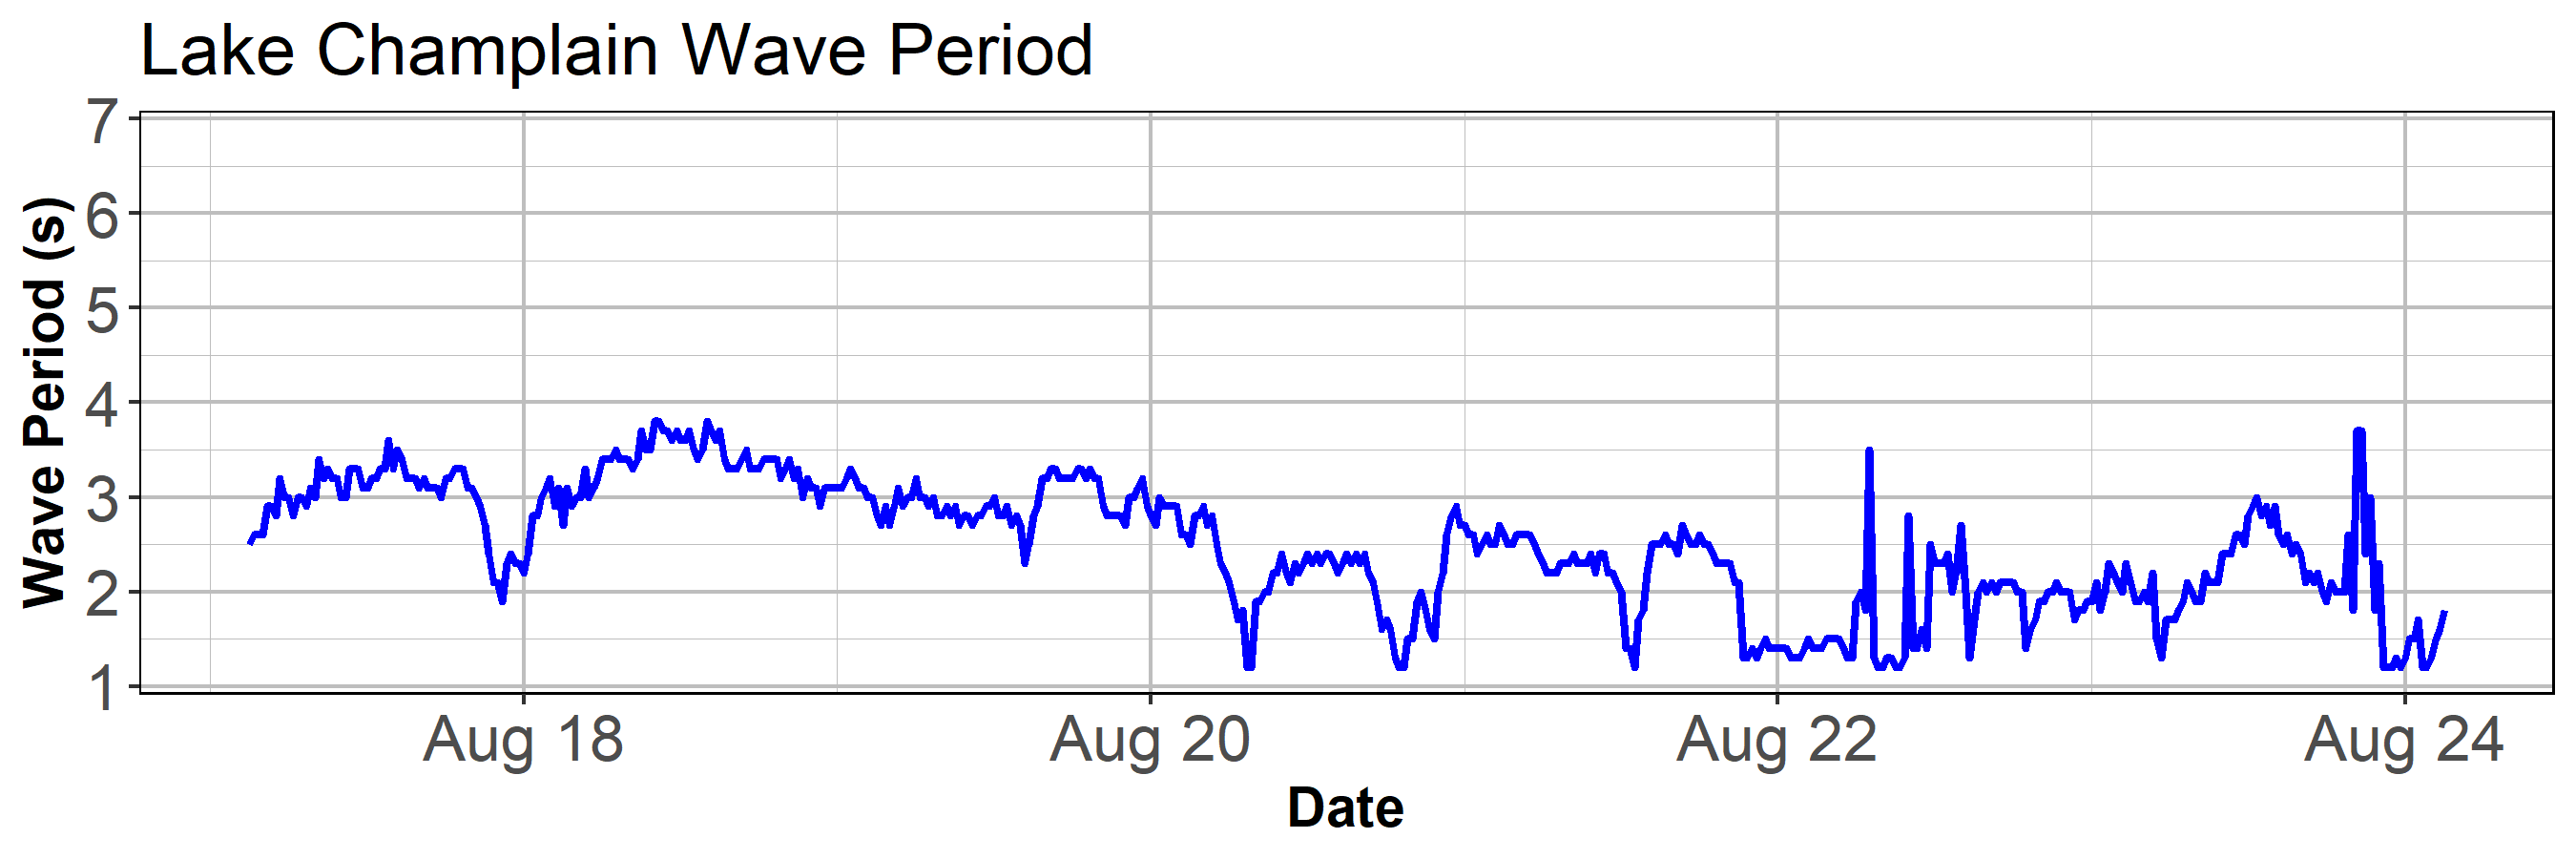 Lake Champlain Wave Period
Wave Period (s)
7
6
5
4
3
2
1
Aug 18
Aug 20
Aug 22
Aug 24
Date